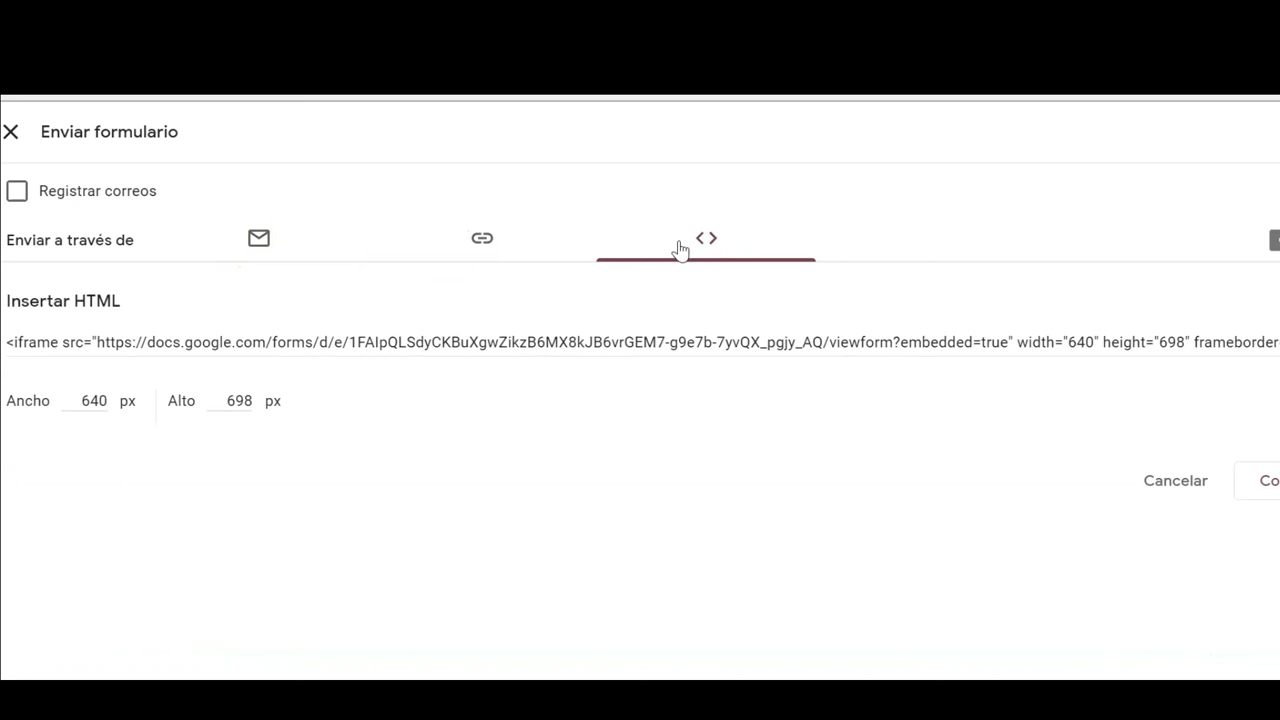 Enviar formulario
Registrar correos
Enviar a través de
Insertar HTML
<iframe src="https://docs.google.com/forms/d/e/1FAIpQLSdyCKBuXgwZikzB6MX8kJB6vrGEM7-g9e7b-7yvQX_pgjy_AQ/viewform?embedded=true" width="640" height="698" frameborder
Ancho 640 px Alto 698 px
Cancelar Co